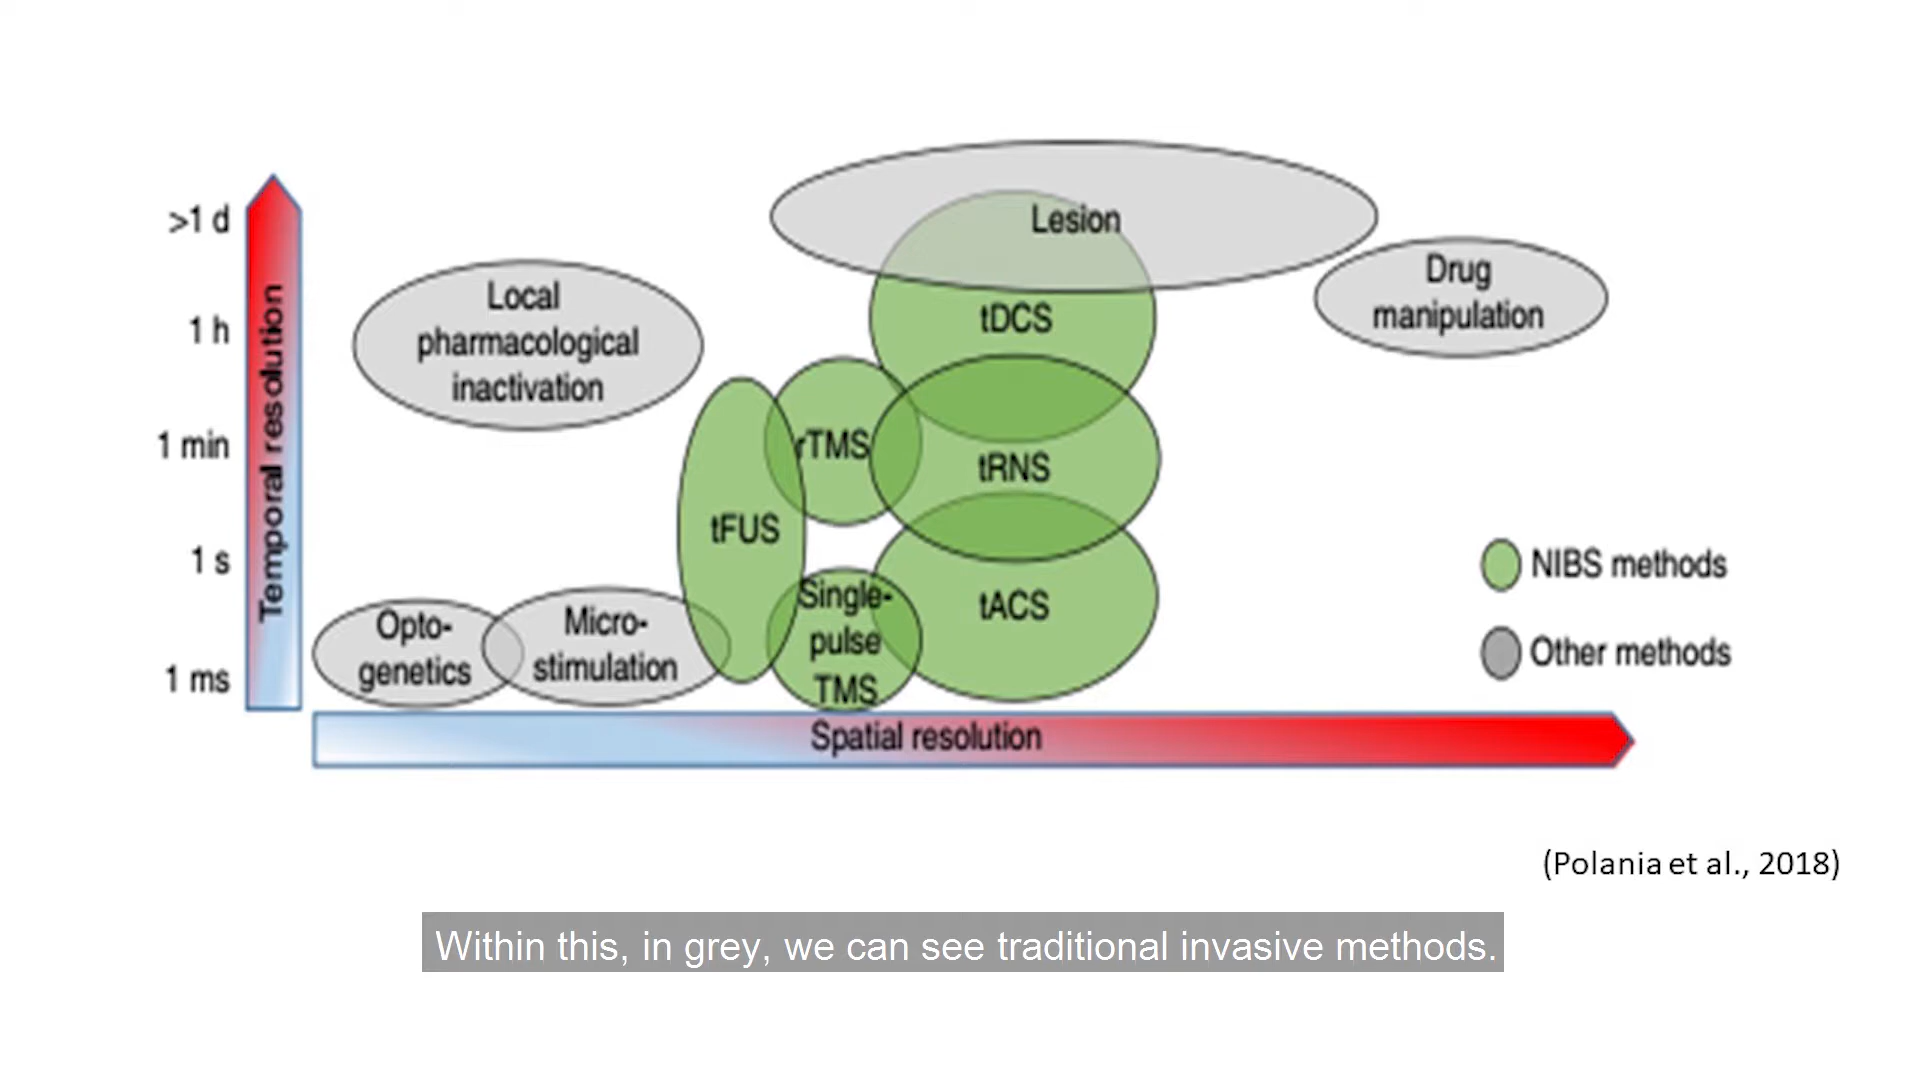 >1 d
1 h
1 min
1 s
1 ms
Temporal resolution
Lesion
Drug
manipulation
Local
pharmacological
inactivation
tDCS
rTMS
tRNS
tFUS
Opto-
genetics
Micro-
stimulation
Single-
pulse
TMS
tACS
NIBS methods
Other methods
Spatial resolution
(Polania et al., 2018)
Within this, in grey, we can see traditional invasive methods.